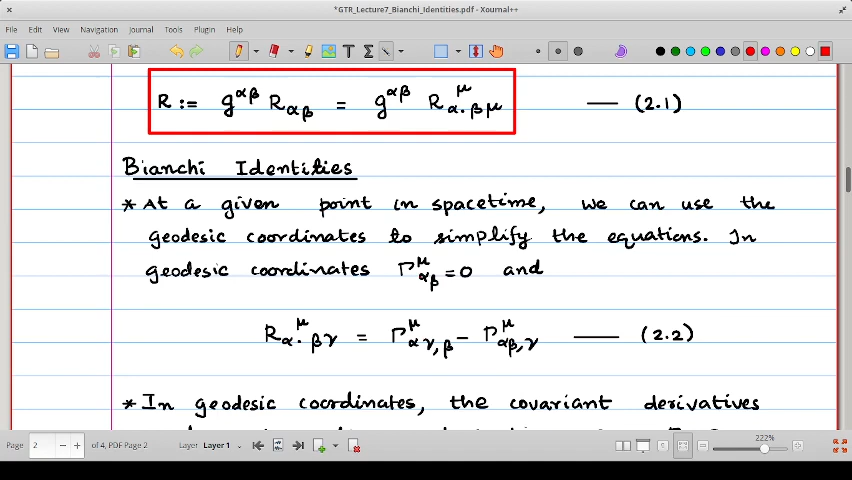 *GTR_Lecture7_Bianchi_Identities.pdf - Xournal++
File Edit View Navigation Journal Tools Plugin Help
R := g^{αβ} R_{αβ} = g^{αβ} R_{α·βμ}^{μ} — (2.1)
Bianchi Identities
* At a given point in spacetime, we can use the
geodesic coordinates to simplify the equations. In
geodesic coordinates Γ^{μ}_{αβ} = 0 and
R_{α·βγ}^{μ} = Γ^{μ}_{αγ,β} - Γ^{μ}_{αβ,γ} — (2.2)
* In geodesic coordinates, the covariant derivatives
Page 2 of 4, PDF Page 2 Layer Layer 1 222%